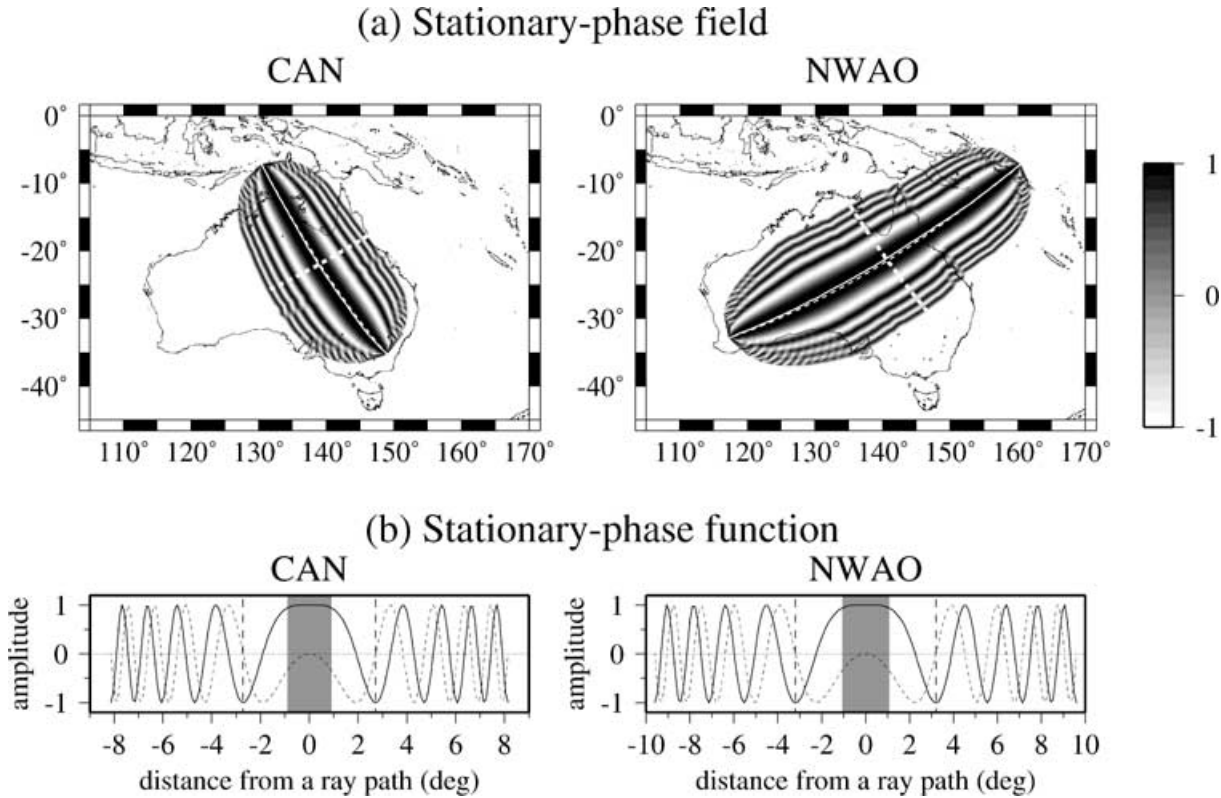 (a) Stationary-phase field
CAN NWAO
0˚
-10˚
-20˚
-30˚
-40˚
110˚ 120˚ 130˚ 140˚ 150˚ 160˚ 170˚
0˚
-10˚
-20˚
-30˚
-40˚
110˚ 120˚ 130˚ 140˚ 150˚ 160˚ 170˚
1
0
-1
(b) Stationary-phase function
CAN NWAO
amplitude
1
0
-1
-8 -6 -4 -2 0 2 4 6 8
distance from a ray path (deg)
amplitude
1
0
-1
-10 -8 -6 -4 -2 0 2 4 6 8 10
distance from a ray path (deg)